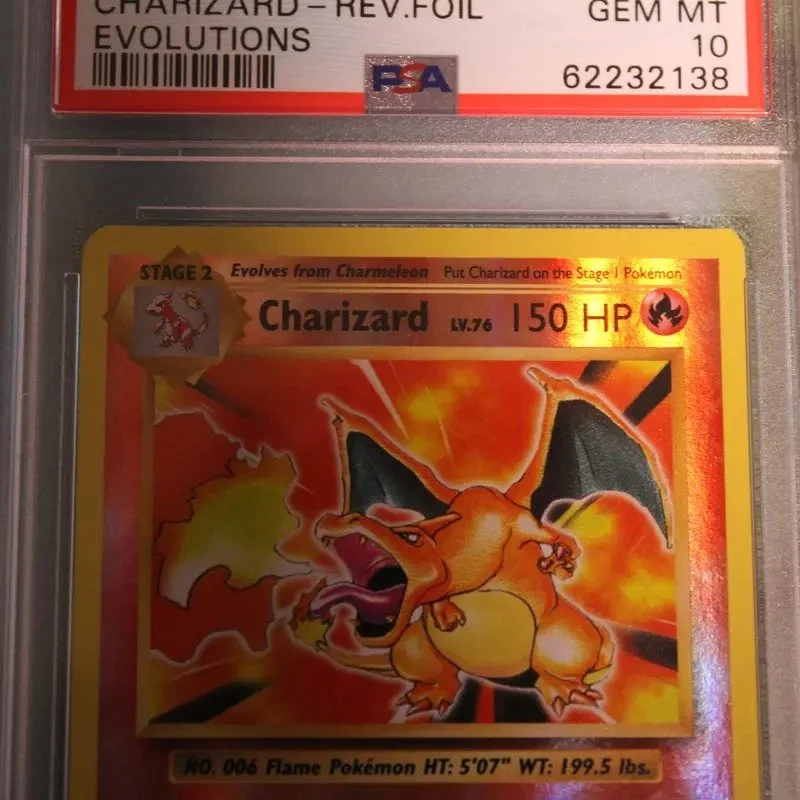 CHARIZARD – REV.FOIL
GEM MT
EVOLUTIONS
10
PSA
62232138
STAGE 2 Evolves from Charmeleon Put Charizard on the Stage 1 Pokémon
Charizard LV.76 150 HP
NO. 006 Flame Pokémon HT: 5'07" WT: 199.5 lbs.